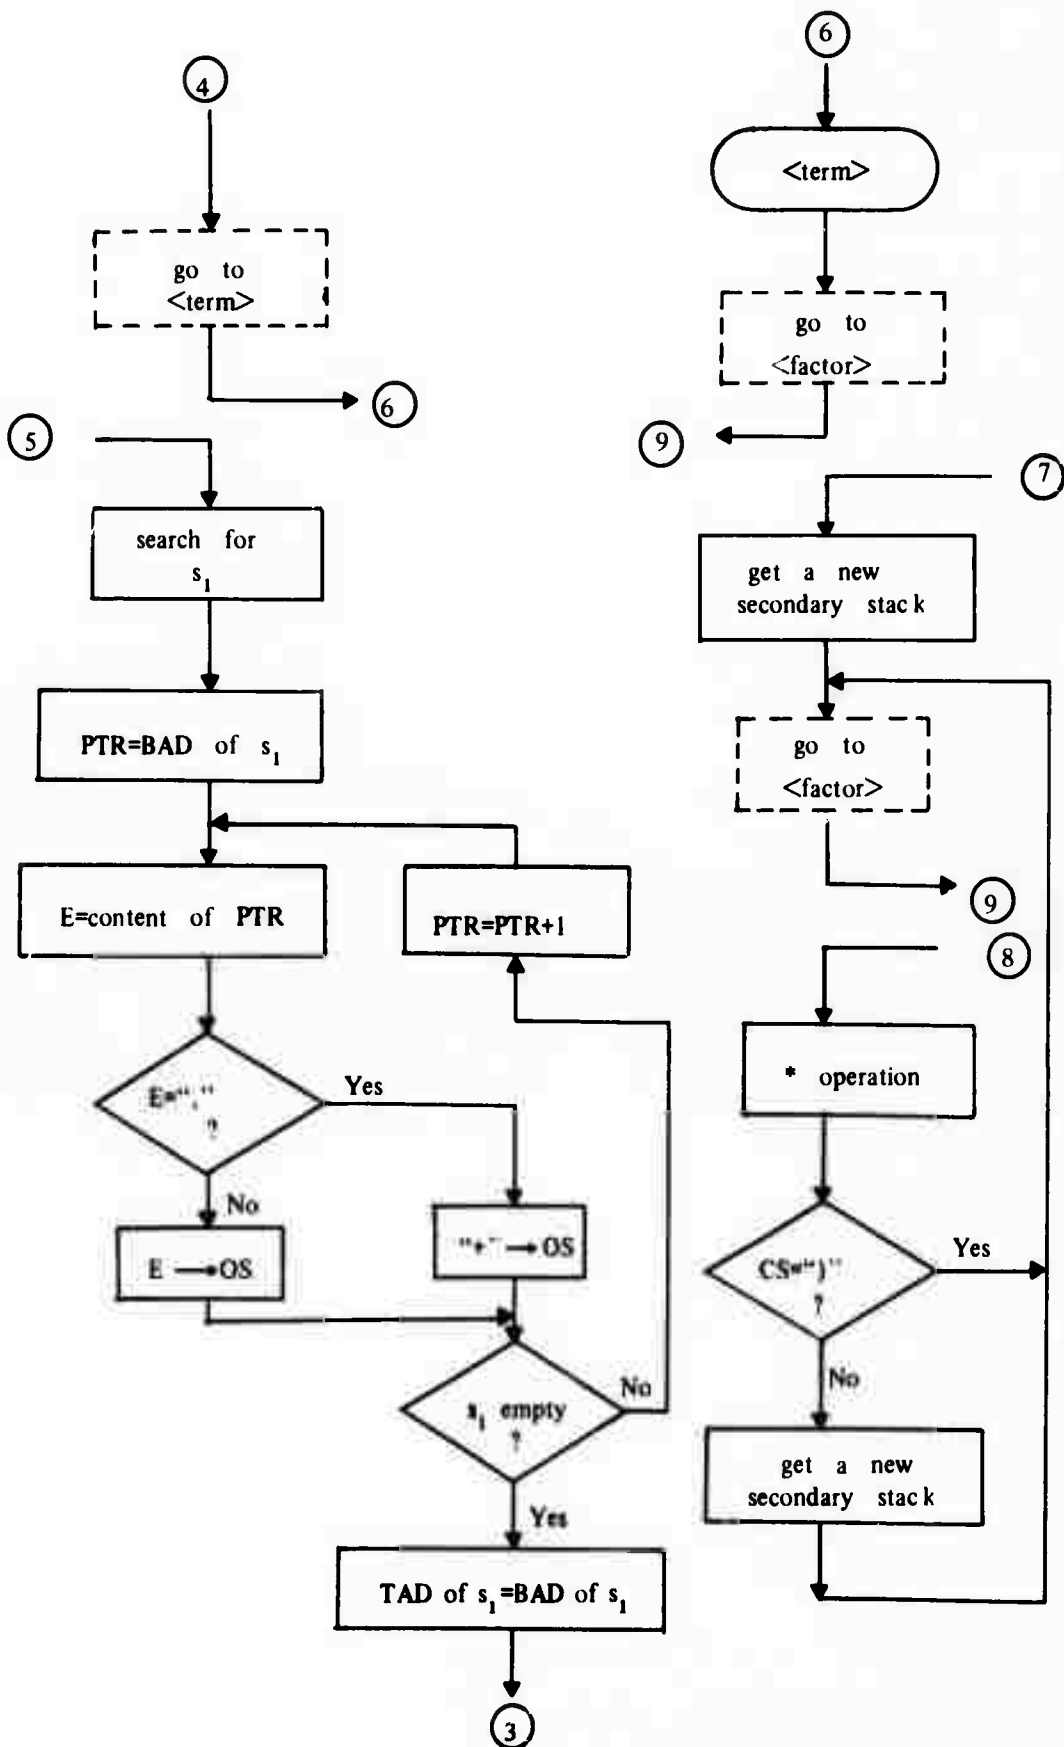 4
go to
<term>
6
5
search for
s₁
PTR=BAD of s₁
E=content of PTR
PTR=PTR+1
E=","
?
Yes
No
E → OS
"+" → OS
s₁ empty
?
No
Yes
TAD of s₁=BAD of s₁
3
6
<term>
go to
<factor>
9
7
get a new
secondary stack
go to
<factor>
9
8
* operation
CS=")"
?
Yes
No
get a new
secondary stack